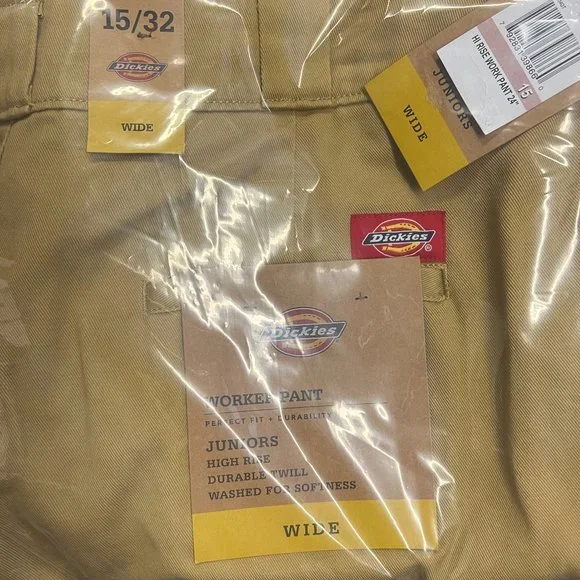 15/32
Dickies
WIDE
JUNIORS
WIDE
HI RISE WORK PANT 24"
15
Dickies
Dickies
WORKER PANT
PERFECT FIT + DURABILITY
JUNIORS
HIGH RISE
DURABLE TWILL
WASHED FOR SOFTNESS
WIDE